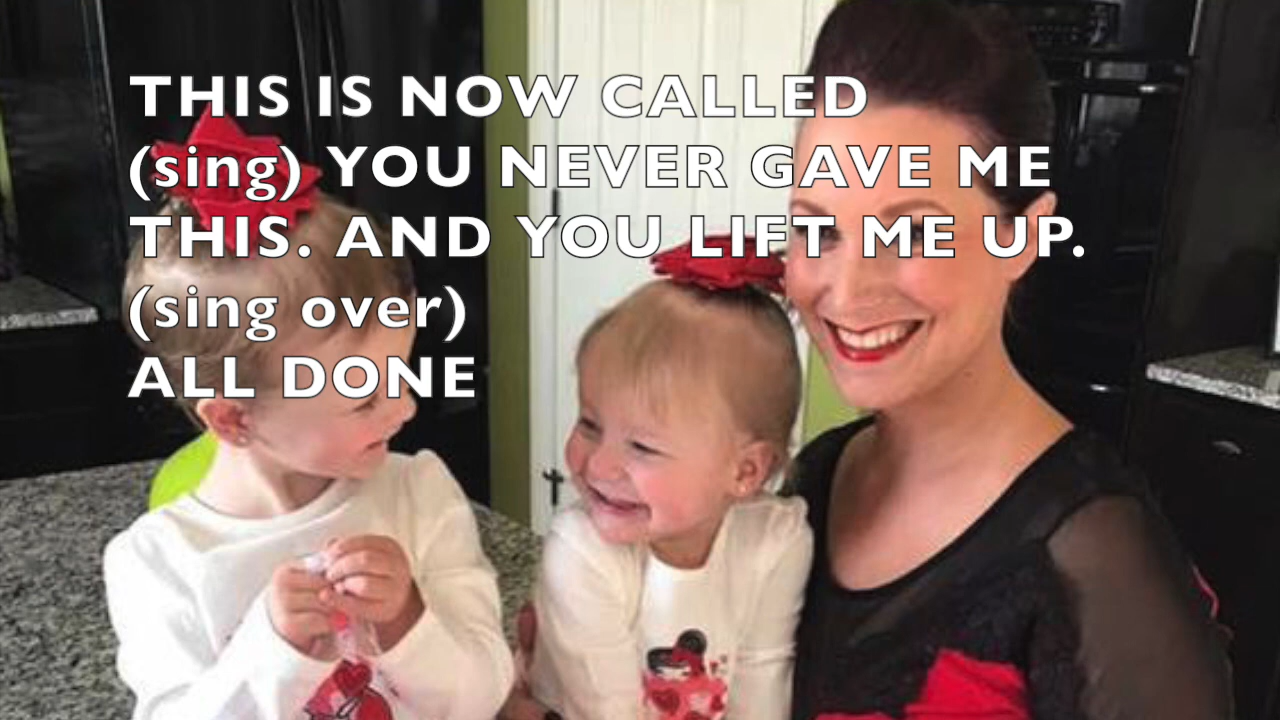 THIS IS NOW CALLED
(sing) YOU NEVER GAVE ME
THIS. AND YOU LIFT ME UP.
(sing over)
ALL DONE